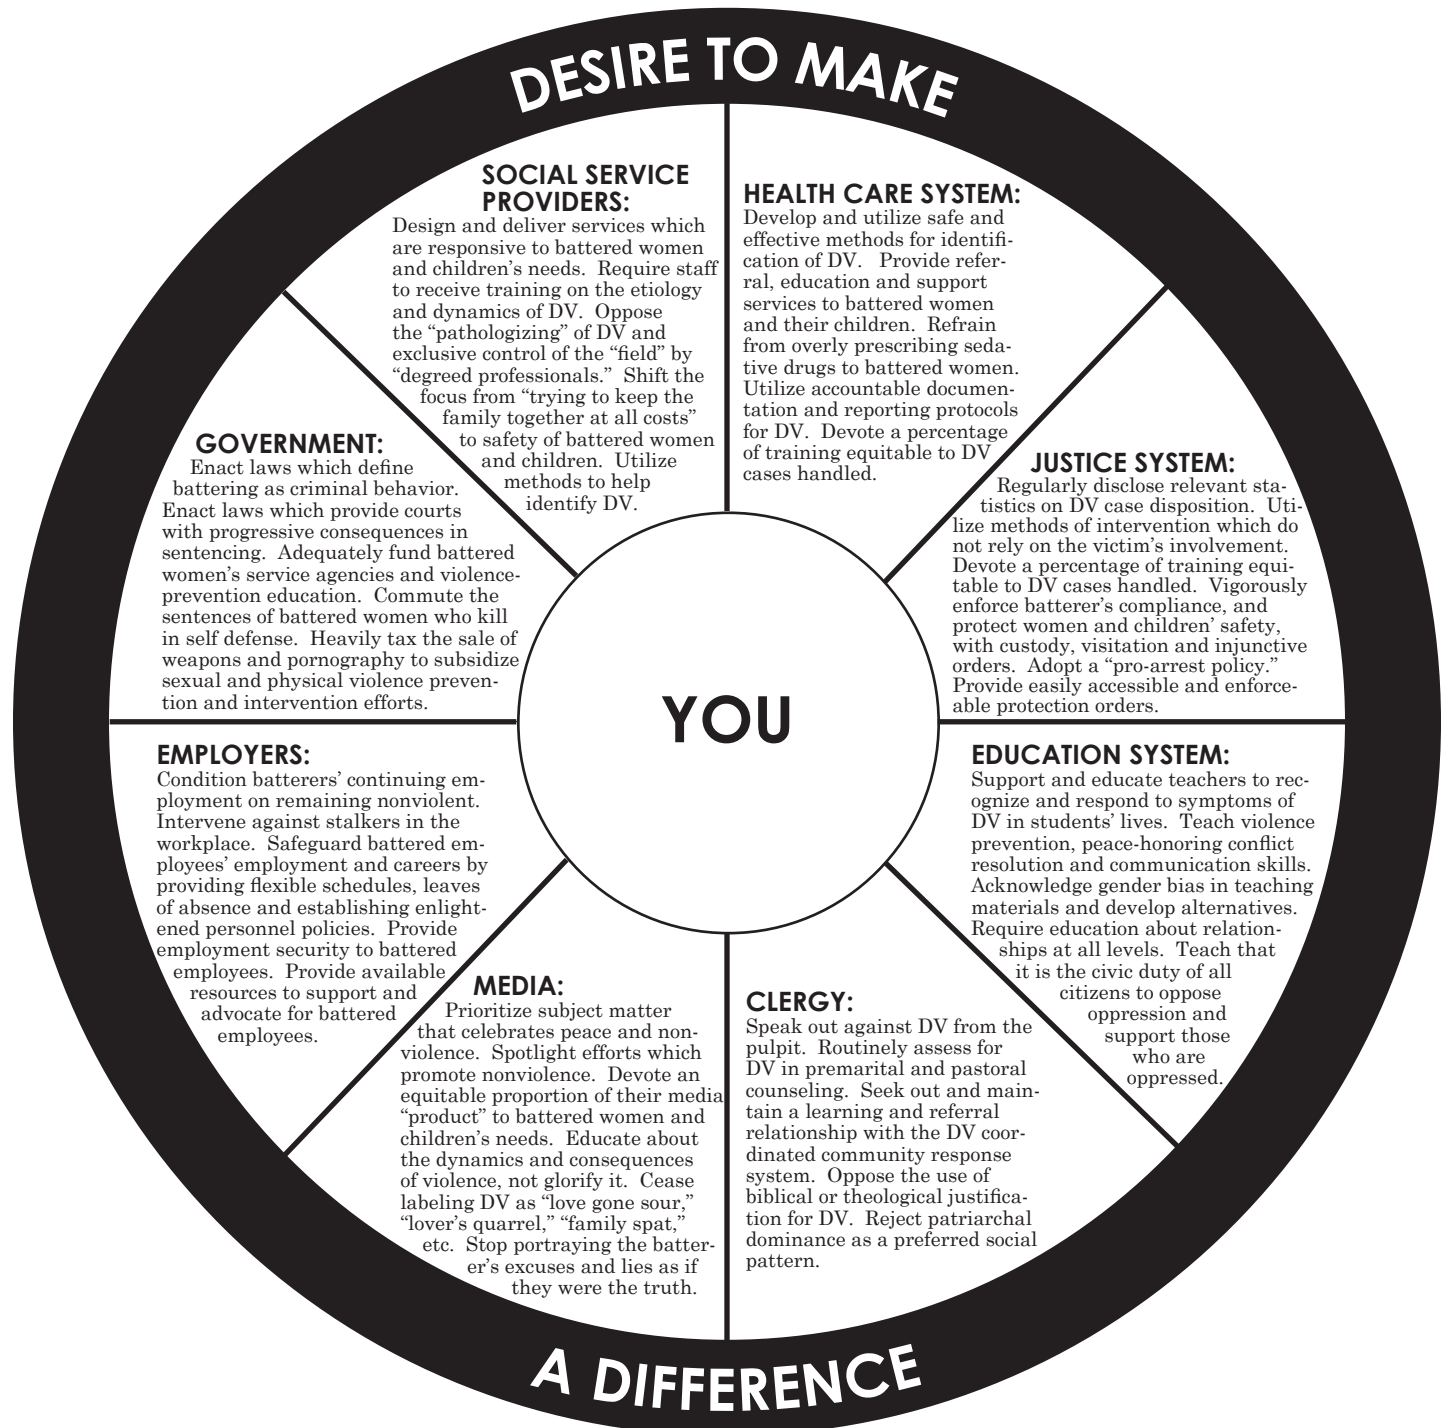 DESIRE TO MAKE
SOCIAL SERVICE
PROVIDERS:
Design and deliver services which
are responsive to battered women
and children's needs.  Require staff
to receive training on the etiology
and dynamics of DV.  Oppose
the “pathologizing” of DV and
exclusive control of the “field” by
“degreed professionals.”  Shift the
focus from “trying to keep the
family together at all costs”
to safety of battered women
and children.  Utilize
methods to help
identify DV.
HEALTH CARE SYSTEM:
Develop and utilize safe and
effective methods for identifi-
cation of DV.   Provide refer-
ral, education and support
services to battered women
and their children.  Refrain
from overly prescribing seda-
tive drugs to battered women.
Utilize accountable documen-
tation and reporting protocols
for DV.  Devote a percentage
of training equitable to DV
cases handled.
JUSTICE SYSTEM:
Regularly disclose relevant sta-
tistics on DV case disposition.  Uti-
lize methods of intervention which do
not rely on the victim's involvement.
Devote a percentage of training equi-
table to DV cases handled.  Vigorously
enforce batterer's compliance, and
protect women and children' safety,
with custody, visitation and injunctive
orders.  Adopt a “pro-arrest policy.”
Provide easily accessible and enforce-
able protection orders.
EDUCATION SYSTEM:
Support and educate teachers to rec-
ognize and respond to symptoms of
DV in students' lives.  Teach violence
prevention, peace-honoring conflict
resolution and communication skills.
Acknowledge gender bias in teaching
materials and develop alternatives.
Require education about relation-
ships at all levels.  Teach that
it is the civic duty of all
citizens to oppose
oppression and
support those
who are
oppressed.
CLERGY:
Speak out against DV from the
pulpit.  Routinely assess for
DV in premarital and pastoral
counseling.  Seek out and main-
tain a learning and referral
relationship with the DV coor-
dinated community response
system.  Oppose the use of
biblical or theological justifica-
tion for DV.  Reject patriarchal
dominance as a preferred social
pattern.
MEDIA:
Prioritize subject matter
that celebrates peace and non-
violence.  Spotlight efforts which
promote nonviolence.  Devote an
equitable proportion of their media
“product” to battered women and
children's needs.  Educate about
the dynamics and consequences
of violence, not glorify it.  Cease
labeling DV as “love gone sour,”
“lover's quarrel,” “family spat,”
etc.  Stop portraying the batter-
er's excuses and lies as if
they were the truth.
EMPLOYERS:
Condition batterers' continuing em-
ployment on remaining nonviolent.
Intervene against stalkers in the
workplace.  Safeguard battered em-
ployees' employment and careers by
providing flexible schedules, leaves
of absence and establishing enlight-
ened personnel policies.  Provide
employment security to battered
employees.  Provide available
resources to support and
advocate for battered
employees.
GOVERNMENT:
Enact laws which define
battering as criminal behavior.
Enact laws which provide courts
with progressive consequences in
sentencing.  Adequately fund battered
women's service agencies and violence-
prevention education.  Commute the
sentences of battered women who kill
in self defense.  Heavily tax the sale of
weapons and pornography to subsidize
sexual and physical violence preven-
tion and intervention efforts.
YOU
A DIFFERENCE